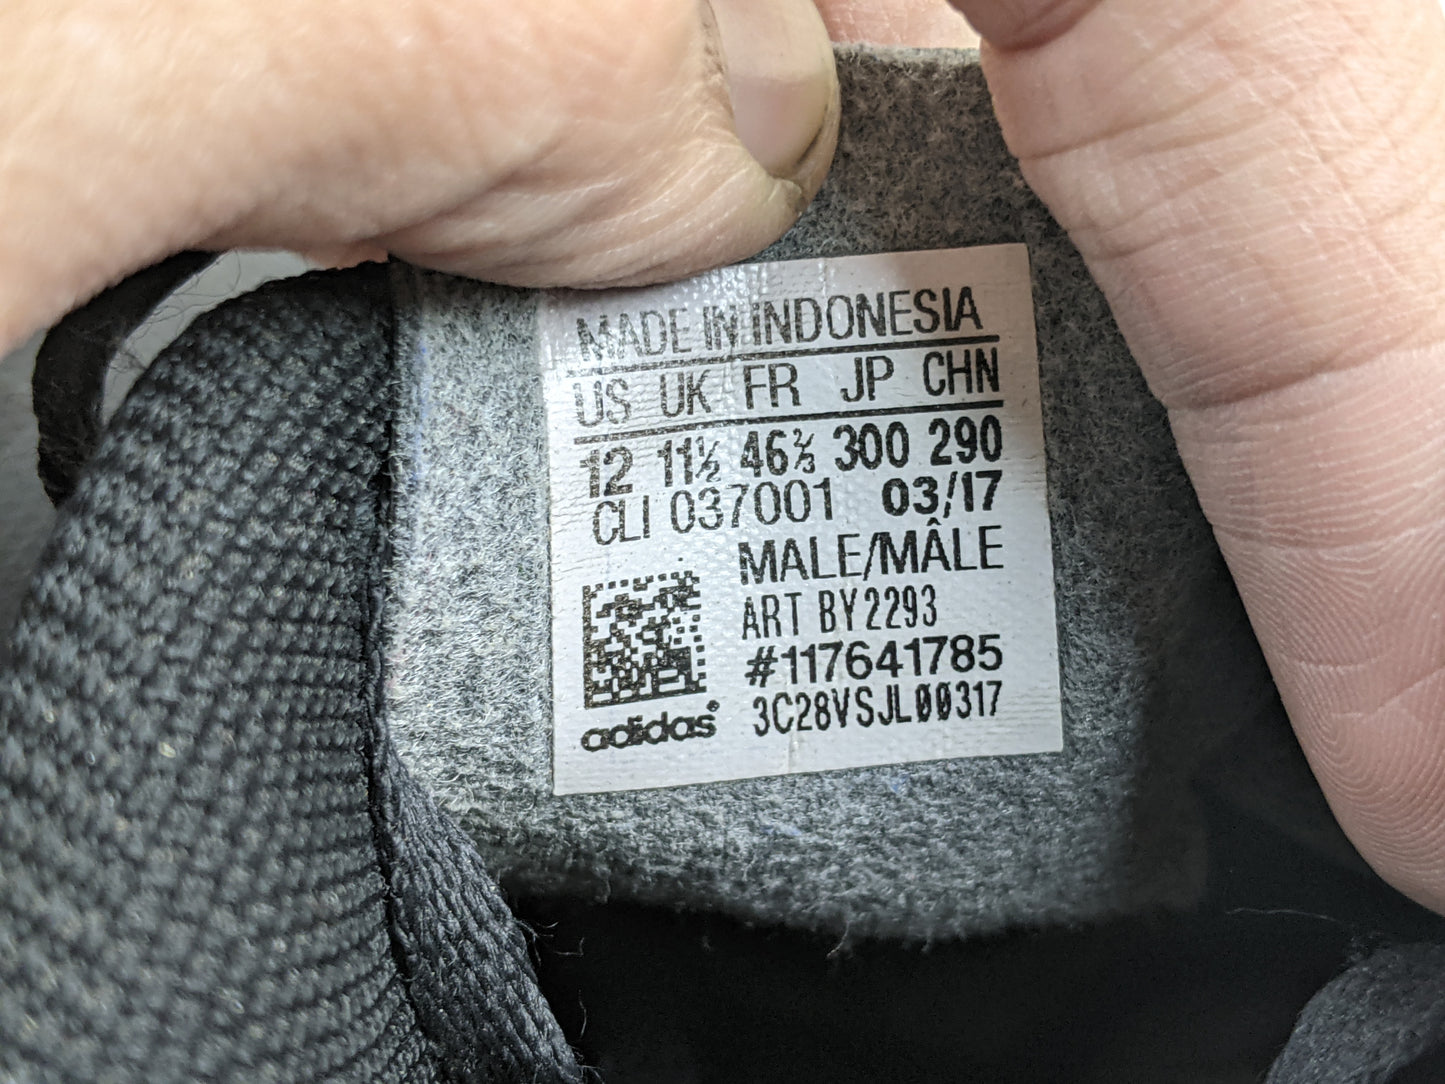 MADE IN INDONESIA
US UK FR JP CHN
12 11½ 46⅔ 300 290
CLI 037001 03/17
MALE/MÂLE
ART BY2293
#117641785
adidas® 3C28VSJL00317